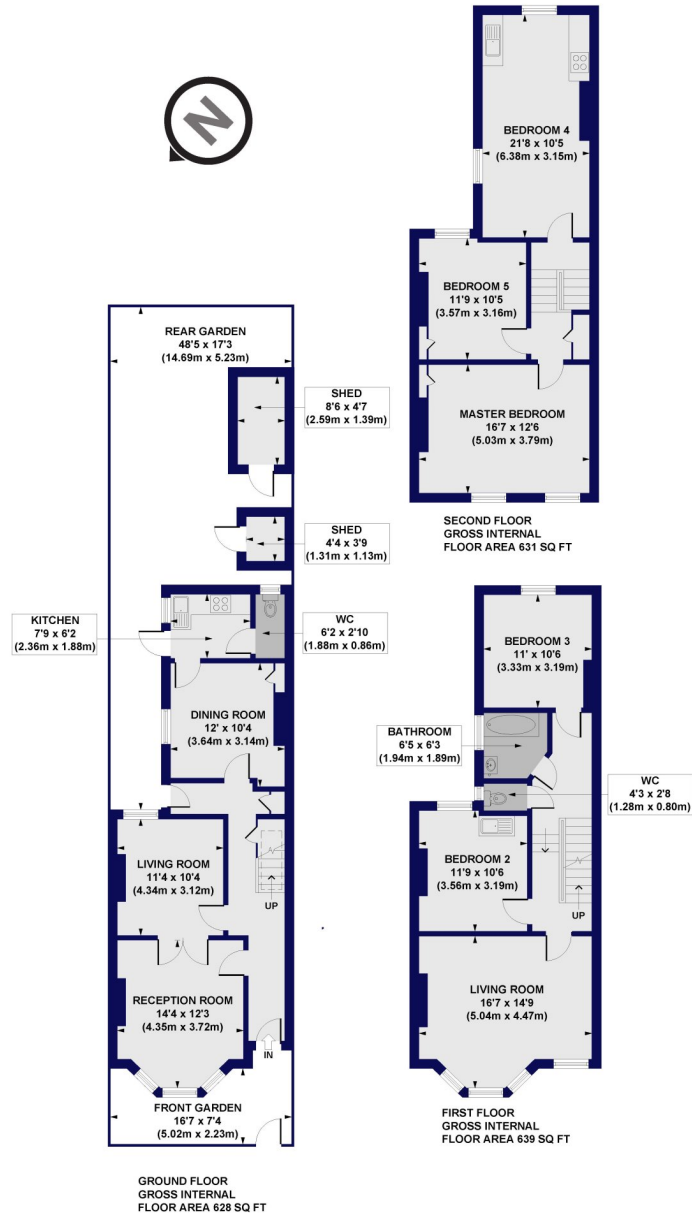 N
BEDROOM 4
21'8 x 10'5
(6.38m x 3.15m)
BEDROOM 5
11'9 x 10'5
(3.57m x 3.16m)
MASTER BEDROOM
16'7 x 12'6
(5.03m x 3.79m)
SECOND FLOOR
GROSS INTERNAL
FLOOR AREA 631 SQ FT
REAR GARDEN
48'5 x 17'3
(14.69m x 5.23m)
SHED
8'6 x 4'7
(2.59m x 1.39m)
SHED
4'4 x 3'9
(1.31m x 1.13m)
KITCHEN
7'9 x 6'2
(2.36m x 1.88m)
WC
6'2 x 2'10
(1.88m x 0.86m)
DINING ROOM
12' x 10'4
(3.64m x 3.14m)
LIVING ROOM
11'4 x 10'4
(4.34m x 3.12m)
UP
RECEPTION ROOM
14'4 x 12'3
(4.35m x 3.72m)
IN
FRONT GARDEN
16'7 x 7'4
(5.02m x 2.23m)
GROUND FLOOR
GROSS INTERNAL
FLOOR AREA 628 SQ FT
BEDROOM 3
11' x 10'6
(3.33m x 3.19m)
BATHROOM
6'5 x 6'3
(1.94m x 1.89m)
WC
4'3 x 2'8
(1.28m x 0.80m)
BEDROOM 2
11'9 x 10'6
(3.56m x 3.19m)
UP
LIVING ROOM
16'7 x 14'9
(5.04m x 4.47m)
FIRST FLOOR
GROSS INTERNAL
FLOOR AREA 639 SQ FT